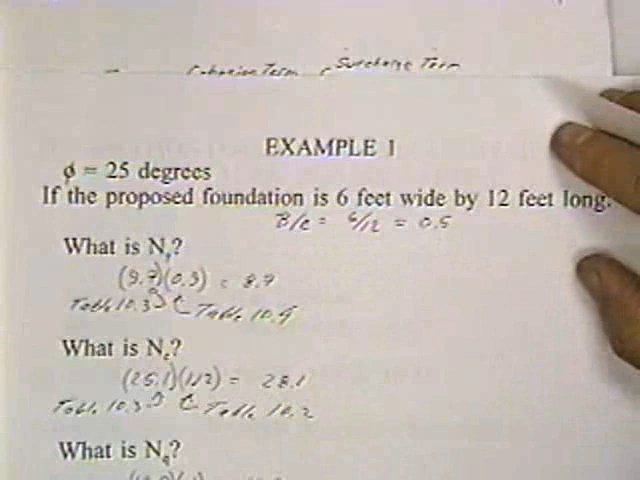 Cohesive Term Surcharge Term
EXAMPLE 1
φ = 25 degrees
If the proposed foundation is 6 feet wide by 12 feet long.
B/L = 6/12 = 0.5
What is Nγ?
(9.7)(0.9) = 8.7
Table 10.3 Table 10.4
What is Nc?
(25.1)(1.12) = 28.1
Table 10.3 Table 10.2
What is Nq?